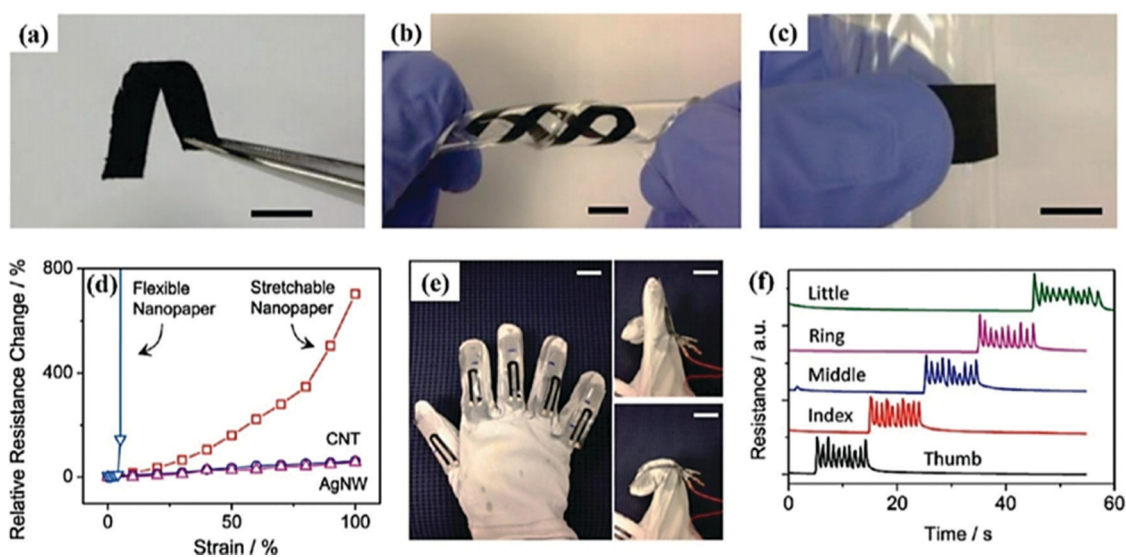 (a)
(b)
(c)
(d)
Flexible
Nanopaper
Stretchable
Nanopaper
CNT
AgNW
Relative Resistance Change / %
800
400
0
0
50
100
Strain / %
(e)
(f)
Little
Ring
Middle
Index
Thumb
Resistance / a.u.
0
20
40
60
Time / s